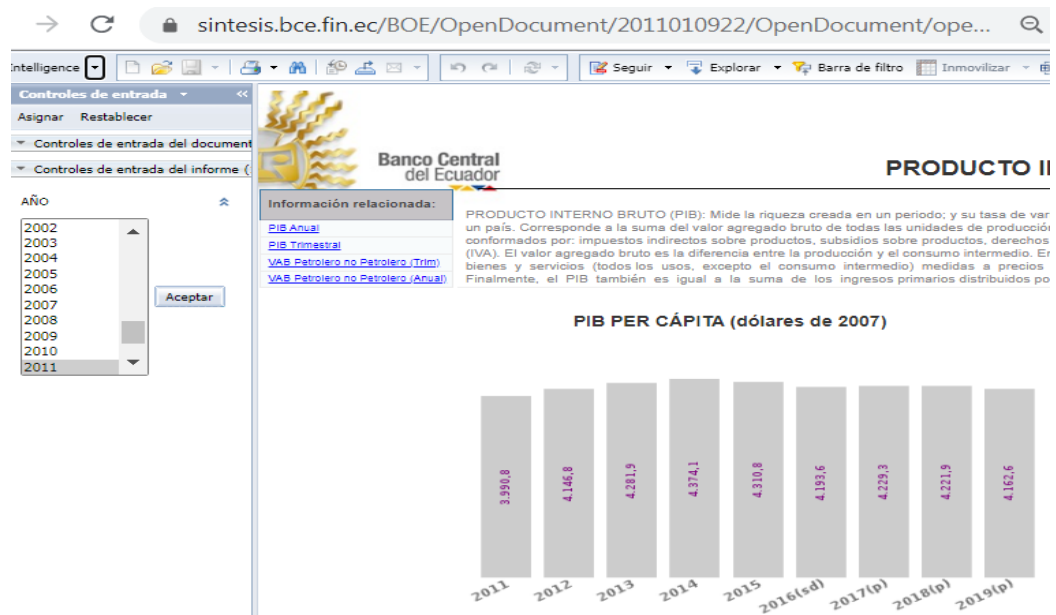 sintesis.bce.fin.ec/BOE/OpenDocument/2011010922/OpenDocument/ope...
ntelligence
Seguir
Explorar
Barra de filtro
Inmovilizar
Controles de entrada
Asignar Restablecer
Controles de entrada del document
Controles de entrada del informe (
AÑO
2002
2003
2004
2005
2006
2007
2008
2009
2010
2011
Aceptar
Banco Central
del Ecuador
PRODUCTO I
Información relacionada:
PIB Anual
PIB Trimestral
VAB Petrolero no Petrolero (Trim)
VAB Petrolero no Petrolero (Anual)
PRODUCTO INTERNO BRUTO (PIB): Mide la riqueza creada en un periodo; y su tasa de var
un país. Corresponde a la suma del valor agregado bruto de todas las unidades de producció
conformados por: impuestos indirectos sobre productos, subsidios sobre productos, derechos
(IVA). El valor agregado bruto es la diferencia entre la producción y el consumo intermedio. E
bienes y servicios (todos los usos, excepto el consumo intermedio) medidas a precios
Finalmente, el PIB también es igual a la suma de los ingresos primarios distribuidos po
PIB PER CÁPITA (dólares de 2007)
3.990,8
4.146,8
4.281,9
4.374,1
4.310,8
4.193,6
4.229,3
4.221,9
4.162,6
2011 2012 2013 2014 2015 2016(sd) 2017(p) 2018(p) 2019(p)